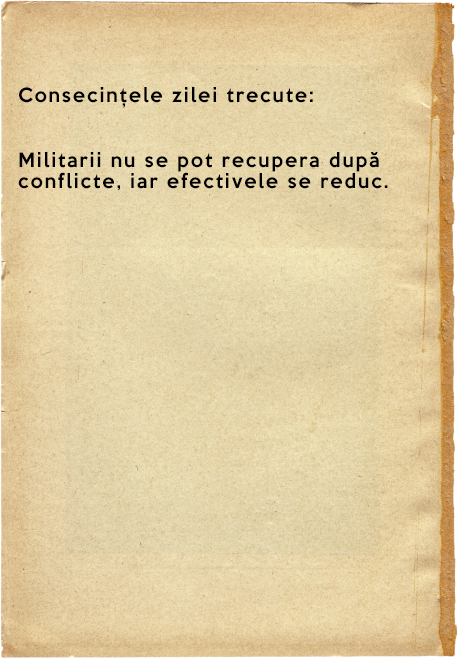 Consecințele zilei trecute:
Militarii nu se pot recupera după
conflicte, iar efectivele se reduc.